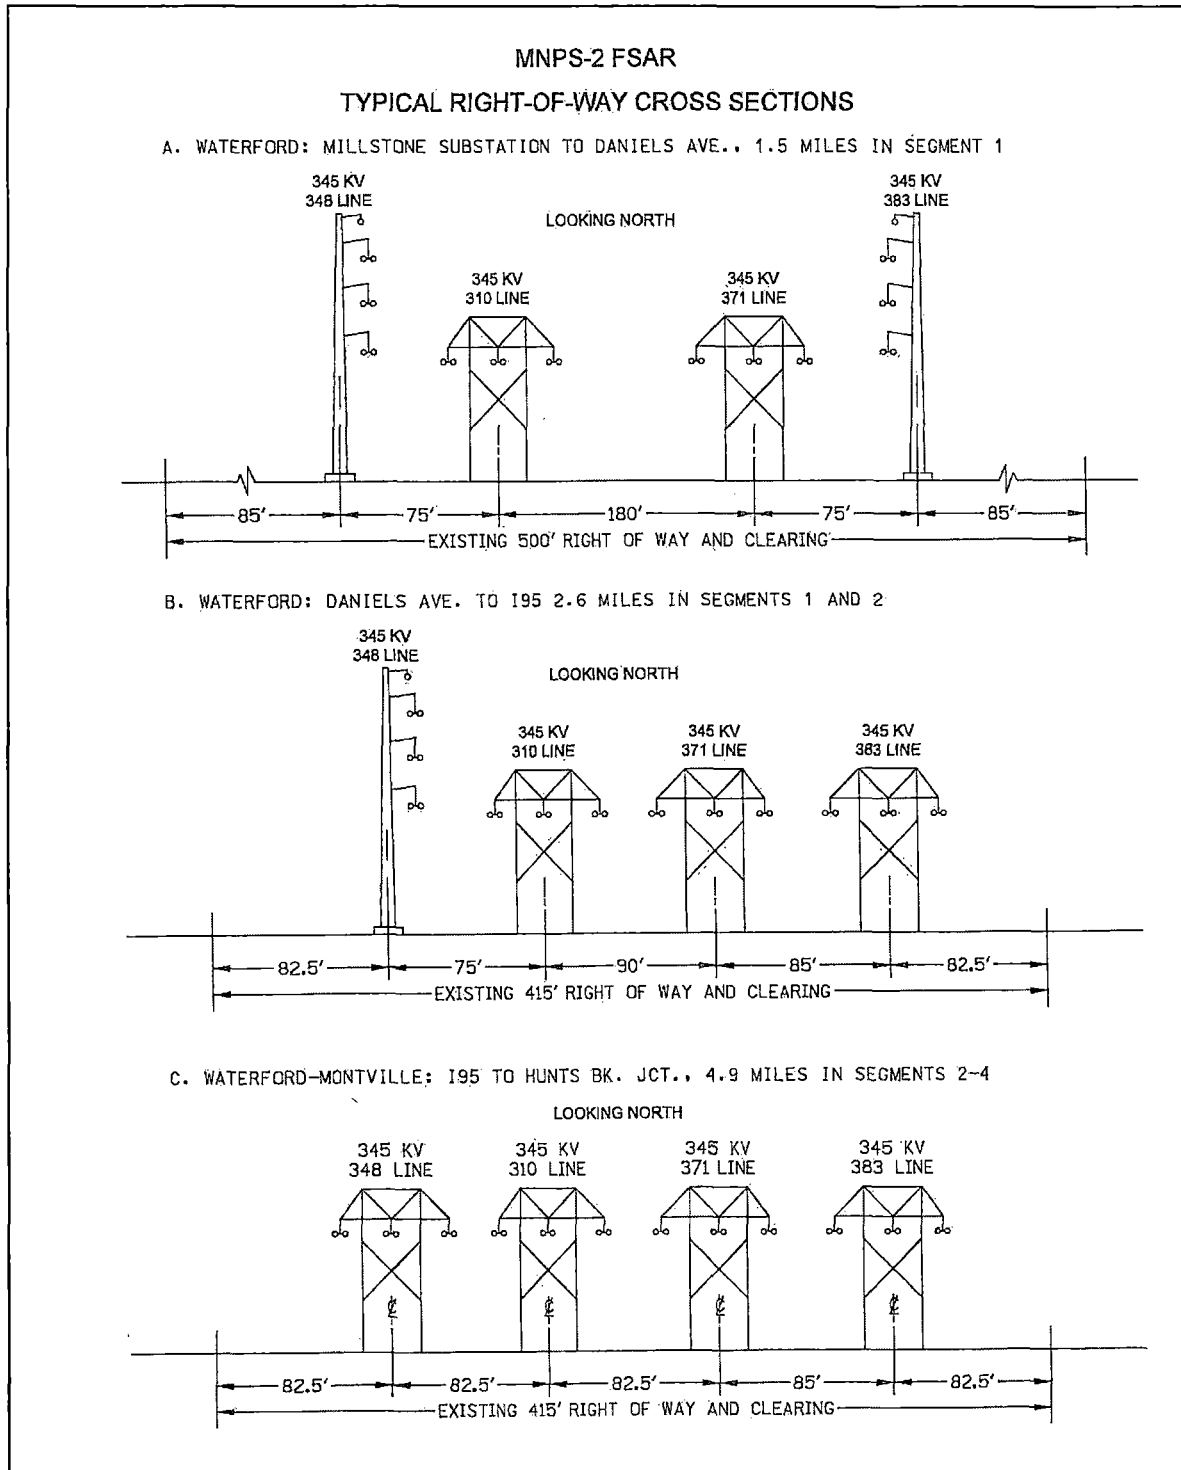 MNPS-2 FSAR
TYPICAL RIGHT-OF-WAY CROSS SECTIONS
A. WATERFORD: MILLSTONE SUBSTATION TO DANIELS AVE., 1.5 MILES IN SEGMENT 1
345 KV
348 LINE
345 KV
383 LINE
LOOKING NORTH
345 KV
310 LINE
345 KV
371 LINE
85' 75' 180' 75' 85'
EXISTING 500' RIGHT OF WAY AND CLEARING
B. WATERFORD: DANIELS AVE. TO I95 2.6 MILES IN SEGMENTS 1 AND 2
345 KV
348 LINE
LOOKING NORTH
345 KV
310 LINE
345 KV
371 LINE
345 KV
383 LINE
82.5' 75' 90' 85' 82.5'
EXISTING 415' RIGHT OF WAY AND CLEARING
C. WATERFORD-MONTVILLE: I95 TO HUNTS BK. JCT., 4.9 MILES IN SEGMENTS 2-4
LOOKING NORTH
345 KV
348 LINE
345 KV
310 LINE
345 KV
371 LINE
345 KV
383 LINE
℄ ℄ ℄ ℄
82.5' 82.5' 82.5' 85' 82.5'
EXISTING 415' RIGHT OF WAY AND CLEARING